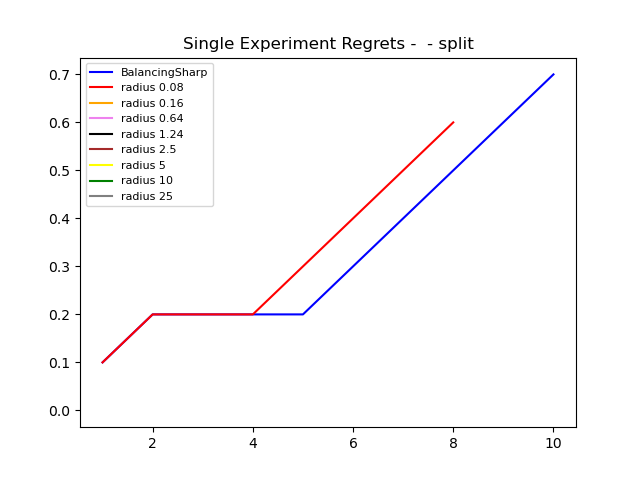 Single Experiment Regrets -  - split
BalancingSharp
radius 0.08
radius 0.16
radius 0.64
radius 1.24
radius 2.5
radius 5
radius 10
radius 25
0.7
0.6
0.5
0.4
0.3
0.2
0.1
0.0
2 4 6 8 10